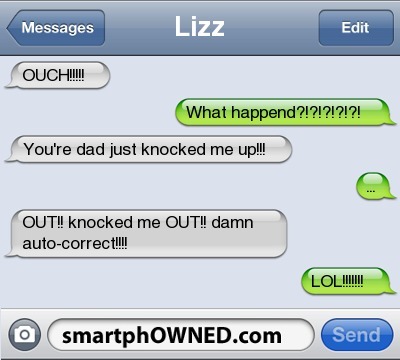 Messages
Lizz
Edit
OUCH!!!!!
What happend?!?!?!?!?!
You're dad just knocked me up!!!
...
OUT!! knocked me OUT!! damn
auto-correct!!!!
LOL!!!!!!!
smartphOWNED.com
Send